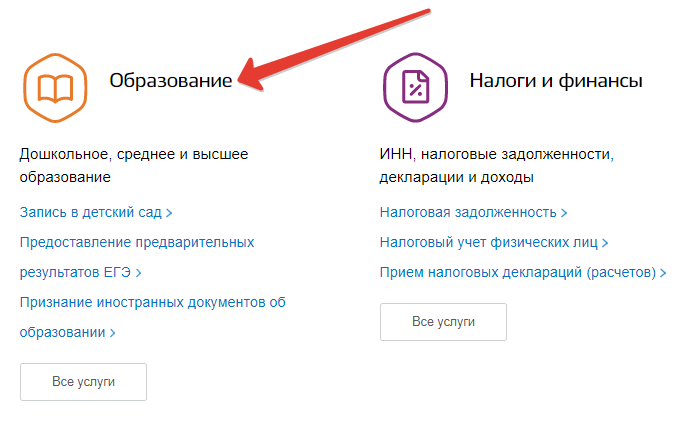 Образование
Дошкольное, среднее и высшее
образование
Запись в детский сад >
Предоставление предварительных
результатов ЕГЭ >
Признание иностранных документов об
образовании >
Все услуги
Налоги и финансы
ИНН, налоговые задолженности,
декларации и доходы
Налоговая задолженность >
Налоговый учет физических лиц >
Прием налоговых деклараций (расчетов) >
Все услуги